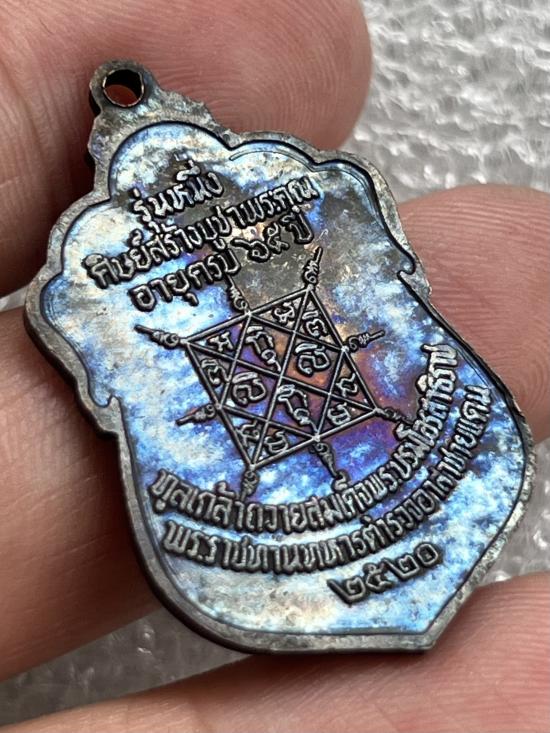 รุ่นหนึ่ง
ศิษย์สร้างบูชาพระคุณ
อายุครบ ๖๕ ปี
ทูลเกล้าถวายสมเด็จพระบรมโอรสาธิราช
พระราชทานทหารตำรวจอาสาชายแดน
๒๕๒๐